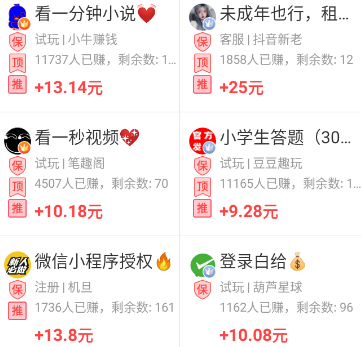 看一分钟小说
保 试玩 | 小牛赚钱
顶 11737人已赚，剩余数: 1...
推 +13.14元
未成年也行，租...
保 客服 | 抖音新老
顶 1858人已赚，剩余数: 12
推 +25元
看一秒视频
保 试玩 | 笔趣阁
顶 4507人已赚，剩余数: 70
推 +10.18元
官方
小学生答题（30...
保 试玩 | 豆豆趣玩
顶 11165人已赚，剩余数: 1...
推 +9.28元
新人
必做
微信小程序授权
保 注册 | 机旦
推 1736人已赚，剩余数: 161
+13.8元
登录白给
保 试玩 | 葫芦星球
1162人已赚，剩余数: 96
+10.08元